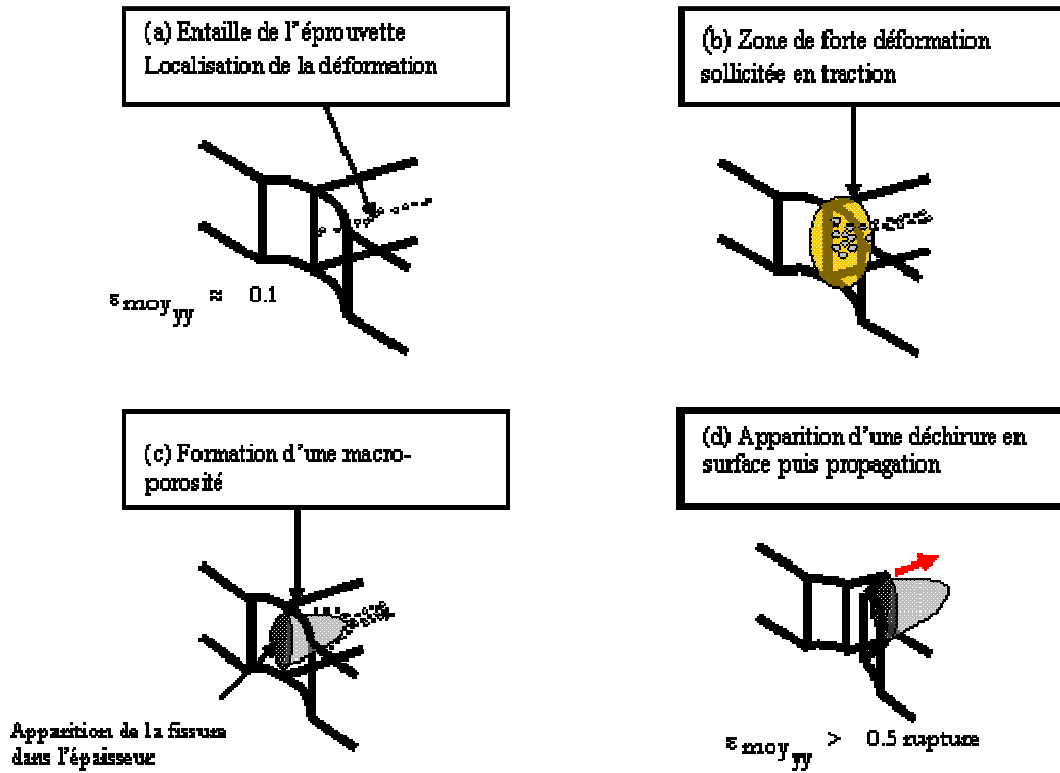 (a) Entaille de l'éprouvette
Localisation de la déformation
(b) Zone de forte déformation
sollicitée en traction
ε moy yy ≈ 0.1
(c) Formation d'une macro-
porosité
(d) Apparition d'une déchirure en
surface puis propagation
Apparition de la fissure
dans l'épaisseur
ε moy yy > 0.5 rupture